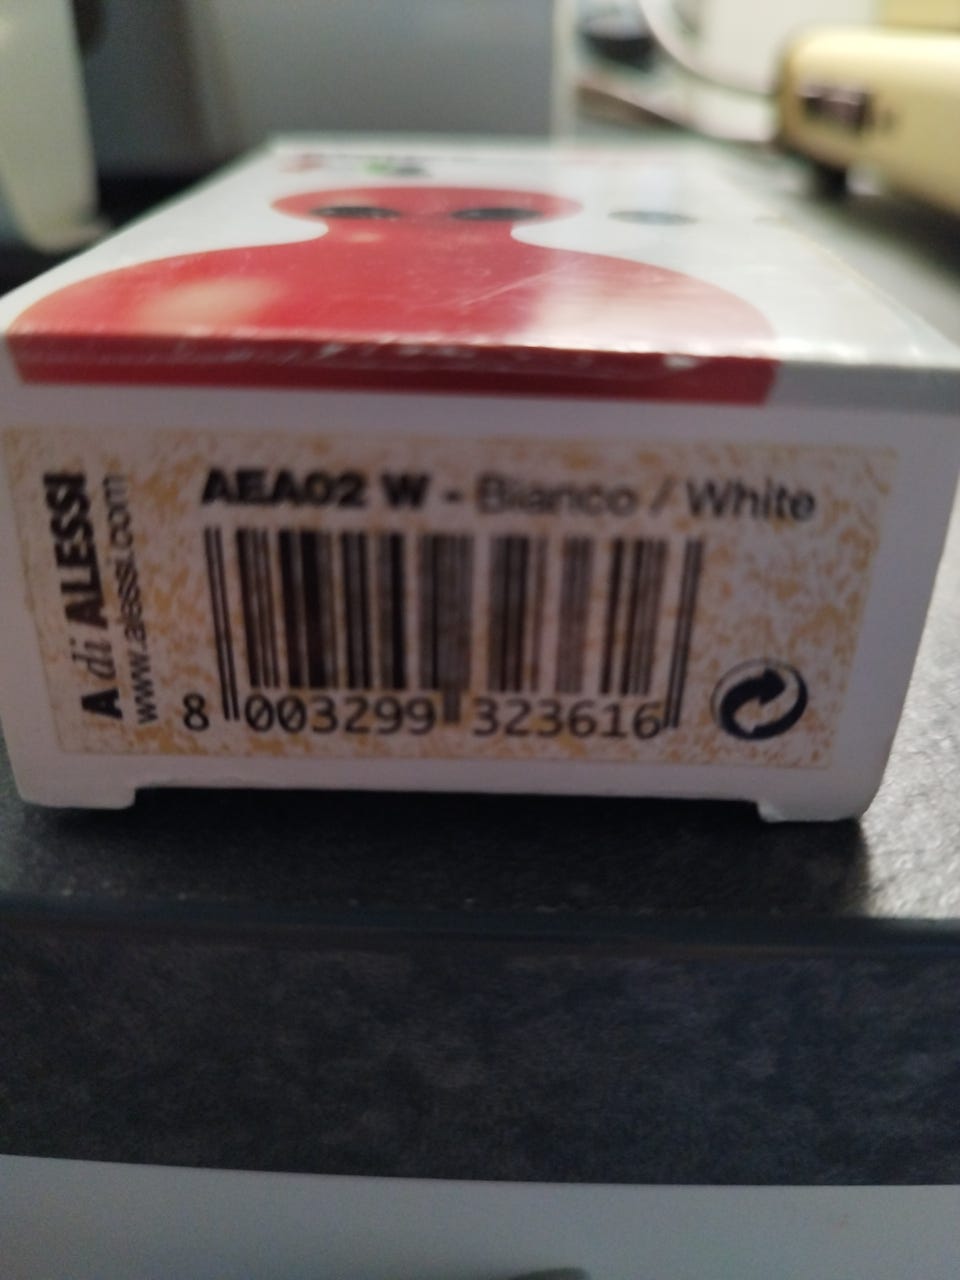 AEA02 W - Bianco / White
A di ALESSI
www.alessi.com
8 003299 323616